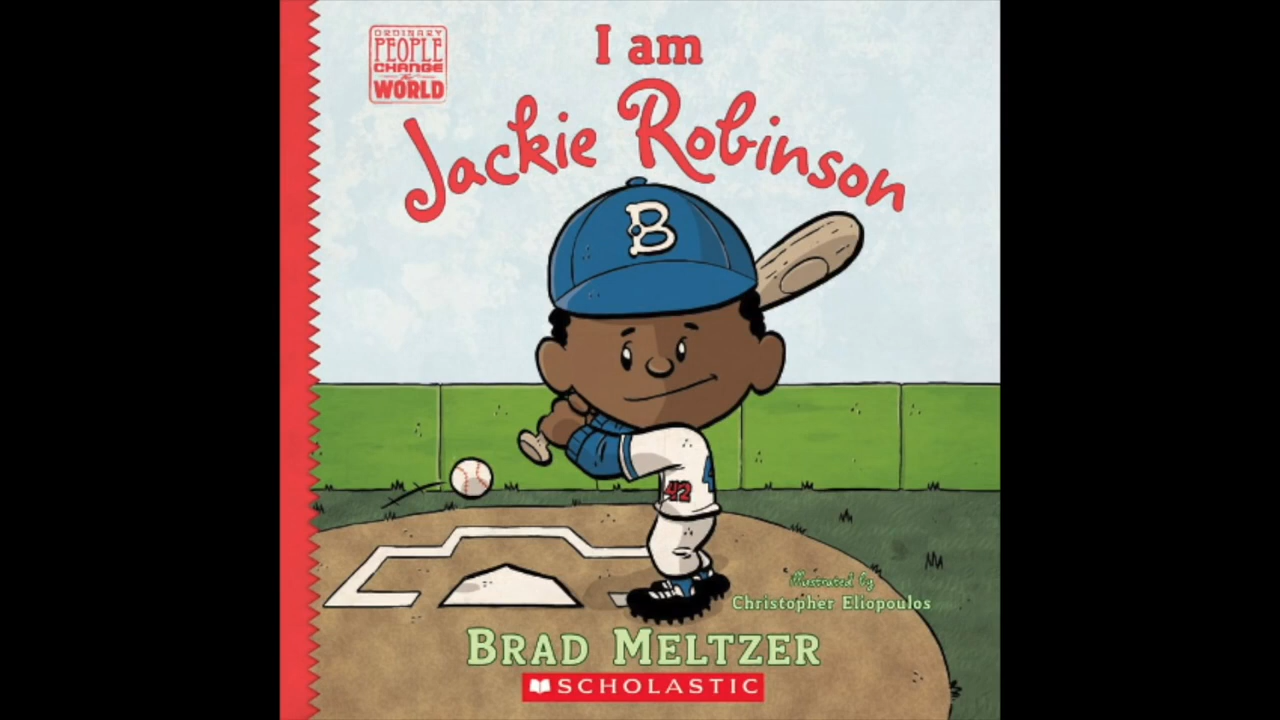 ORDINARY
PEOPLE
CHANGE
the
WORLD
I am
Jackie Robinson
B
42
Illustrated by
Christopher Eliopoulos
BRAD MELTZER
SCHOLASTIC